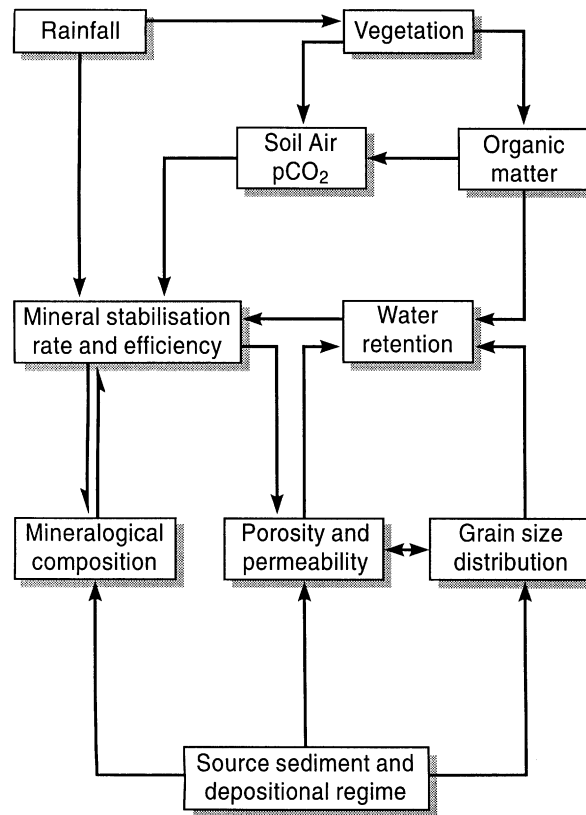 Rainfall
Vegetation
Soil Air
pCO₂
Organic
matter
Mineral stabilisation
rate and efficiency
Water
retention
Mineralogical
composition
Porosity and
permeability
Grain size
distribution
Source sediment and
depositional regime